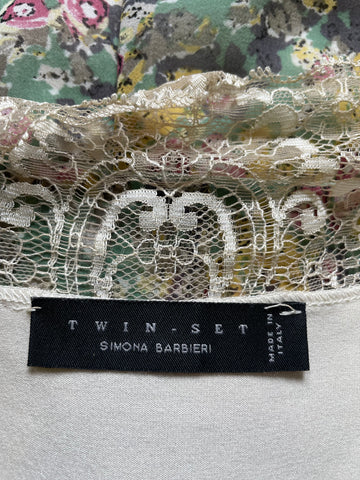 TWIN-SET
SIMONA BARBIERI
MADE IN
ITALY